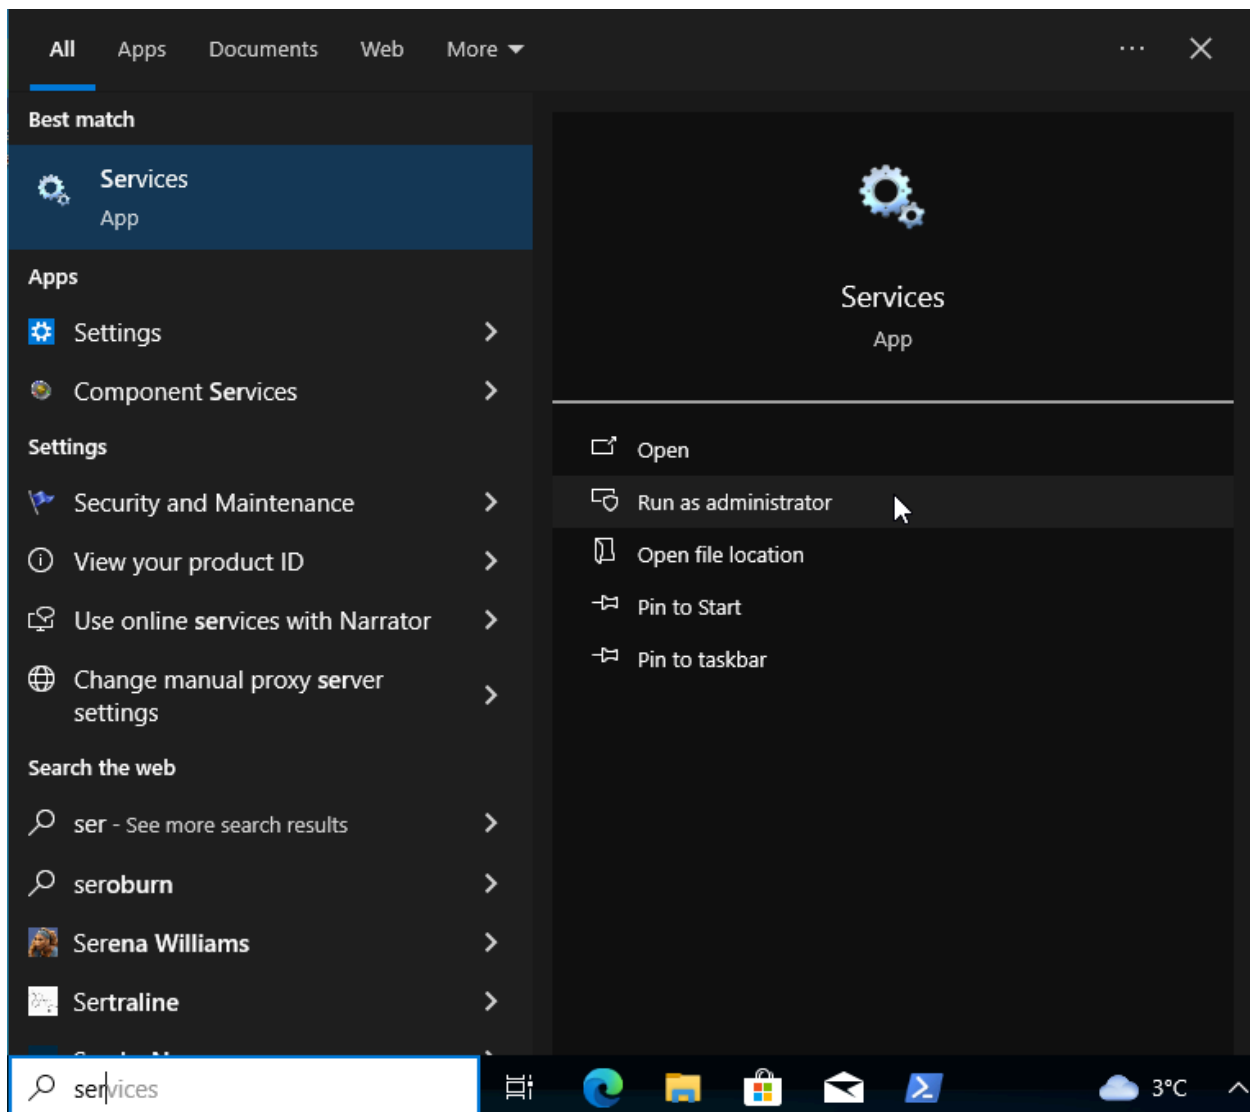 All Apps Documents Web More
Best match
Services
App
Apps
Settings
Component Services
Settings
Security and Maintenance
View your product ID
Use online services with Narrator
Change manual proxy server
settings
Search the web
ser - See more search results
seroburn
Serena Williams
Sertraline
services
Services
App
Open
Run as administrator
Open file location
Pin to Start
Pin to taskbar
3°C